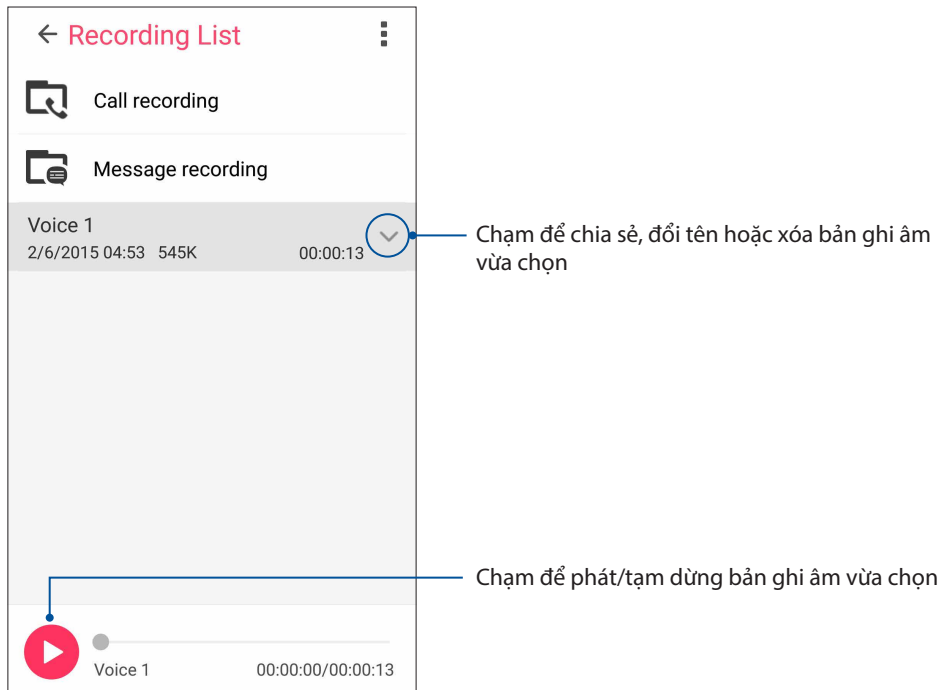 Recording List
Call recording
Message recording
Voice 1
2/6/2015 04:53 545K 00:00:13
Chạm để chia sẻ, đổi tên hoặc xóa bản ghi âm
vừa chọn
Chạm để phát/tạm dừng bản ghi âm vừa chọn
Voice 1 00:00:00/00:00:13